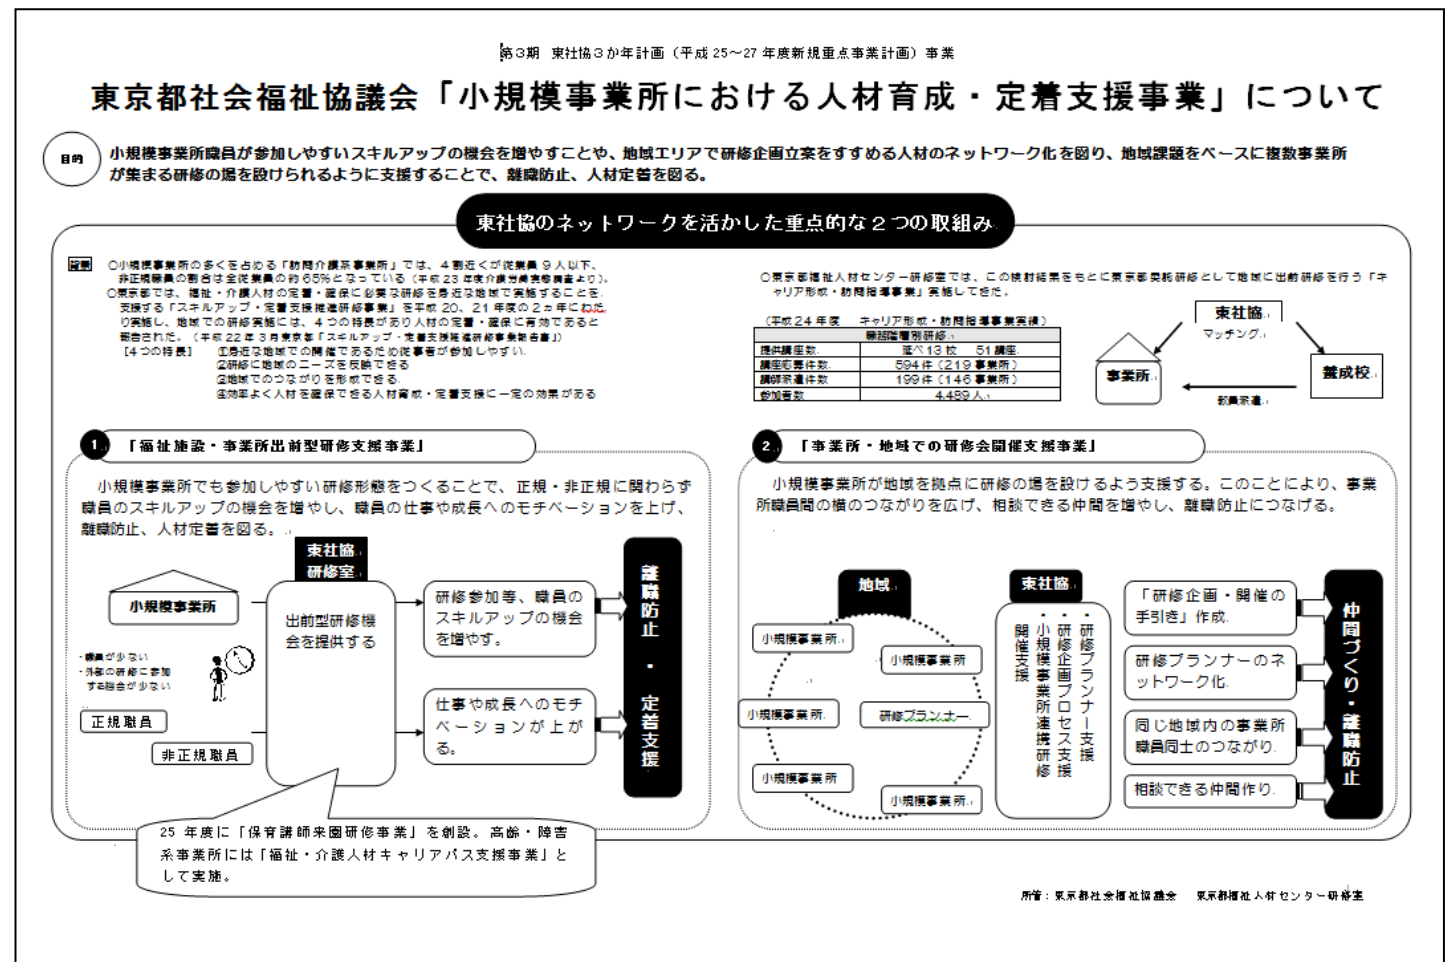 第3期 東社協3か年計画（平成25～27年度新規重点事業計画）事業
東京都社会福祉協議会「小規模事業所における人材育成・定着支援事業」について
目的
小規模事業所職員が参加しやすいスキルアップの機会を増やすことや、地域エリアで研修企画立案をすすめる人材のネットワーク化を図り、地域課題をベースに複数事業所
が集まる研修の場を設けられるように支援することで、離職防止、人材定着を図る。
東社協のネットワークを活かした重点的な2つの取組み
背景
○小規模事業所の多くを占める「訪問介護系事業所」では、4割近くが従業員9人以下、
非正規職員の割合は全従業員の約65%となっている（平成23年度介護労働実態調査より）。
○東京都では、福祉・介護人材の定着・確保に必要な研修を身近な地域で実施することを
支援する「スキルアップ・定着支援推進研修事業」を平成20、21年度の2ヵ年にわた
り実施し、地域での研修実施には、4つの特長があり人材の定着・確保に有効であると
報告された。（平成22年3月東京都「スキルアップ・定着支援推進研修事業報告書」）
【4つの特長】 ①身近な地域での開催であるため従事者が参加しやすい
②研修に地域のニーズを反映できる
③地域でのつながりを形成できる
④効率よく人材を確保できる人材育成・定着支援に一定の効果がある
○東京都福祉人材センター研修室では、この検討結果をもとに東京都委託研修として地域に出前研修を行う「キ
ャリア形成・訪問指導事業」実施してきた。
（平成24年度 キャリア形成・訪問指導事業実績）
職務階層別研修
提供講座数 延べ13校 51講座
講座応募件数 594件（219事業所）
講師派遣件数 199件（146事業所）
参加者数 4,489人
東社協
マッチング
事業所
養成校
教員派遣
1 「福祉施設・事業所出前型研修支援事業」
小規模事業所でも参加しやすい研修形態をつくることで、正規・非正規に関わらず
職員のスキルアップの機会を増やし、職員の仕事や成長へのモチベーションを上げ、
離職防止、人材定着を図る。
東社協
研修室
小規模事業所
出前型研修機
会を提供する
研修参加等、職員の
スキルアップの機会
を増やす。
離職防止・定着支援
・職員が少ない
・外部の研修に参加
する機会が少ない
正規職員
非正規職員
仕事や成長へのモチ
ベーションが上が
る。
25年度に「保育講師来園研修事業」を創設。高齢・障害
系事業所には「福祉・介護人材キャリアパス支援事業」と
して実施。
2 「事業所・地域での研修会開催支援事業」
小規模事業所が地域を拠点に研修の場を設けるよう支援する。このことにより、事業
所職員間の横のつながりを広げ、相談できる仲間を増やし、離職防止につなげる。
地域
小規模事業所
小規模事業所
小規模事業所
研修プランナー
小規模事業所
小規模事業所
東社協
・研修プランナー支援
・研修企画プロセス支援
・小規模事業所連携研修
開催支援
「研修企画・開催の
手引き」作成
研修プランナーのネ
ットワーク化
同じ地域内の事業所
職員同士のつながり
相談できる仲間作り
仲間づくり・離職防止
所管：東京都社会福祉協議会 東京都福祉人材センター研修室